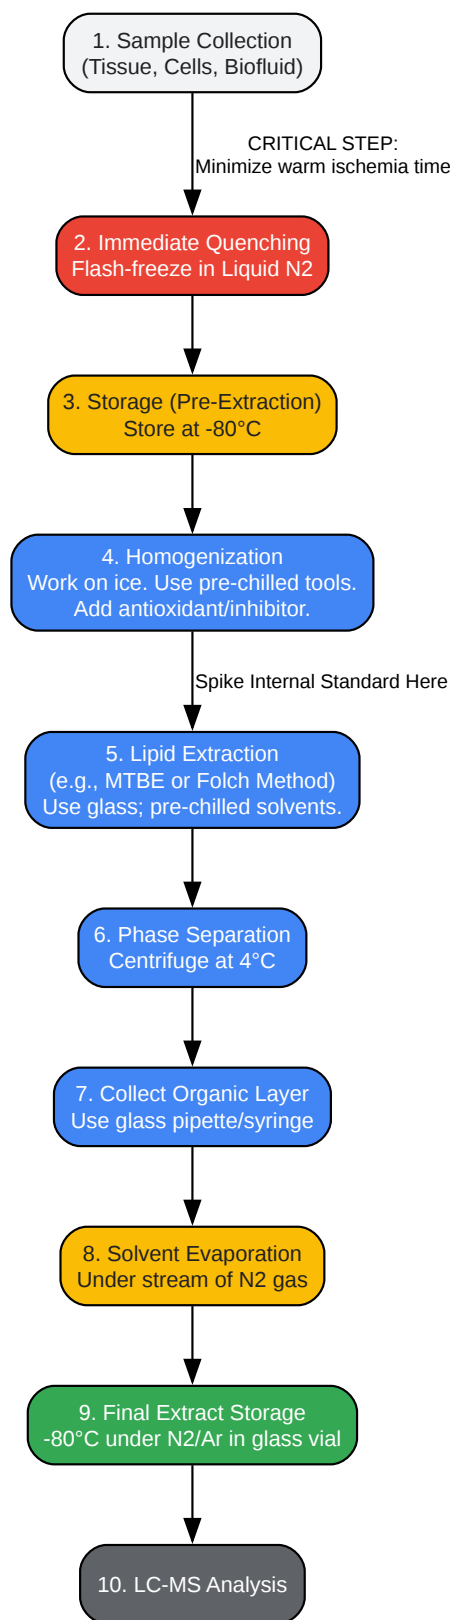 1. Sample Collection
(Tissue, Cells, Biofluid)
CRITICAL STEP:
Minimize warm ischemia time
2. Immediate Quenching
Flash-freeze in Liquid N2
3. Storage (Pre-Extraction)
Store at -80°C
4. Homogenization
Work on ice. Use pre-chilled tools.
Add antioxidant/inhibitor.
Spike Internal Standard Here
5. Lipid Extraction
(e.g., MTBE or Folch Method)
Use glass; pre-chilled solvents.
6. Phase Separation
Centrifuge at 4°C
7. Collect Organic Layer
Use glass pipette/syringe
8. Solvent Evaporation
Under stream of N2 gas
9. Final Extract Storage
-80°C under N2/Ar in glass vial
10. LC-MS Analysis